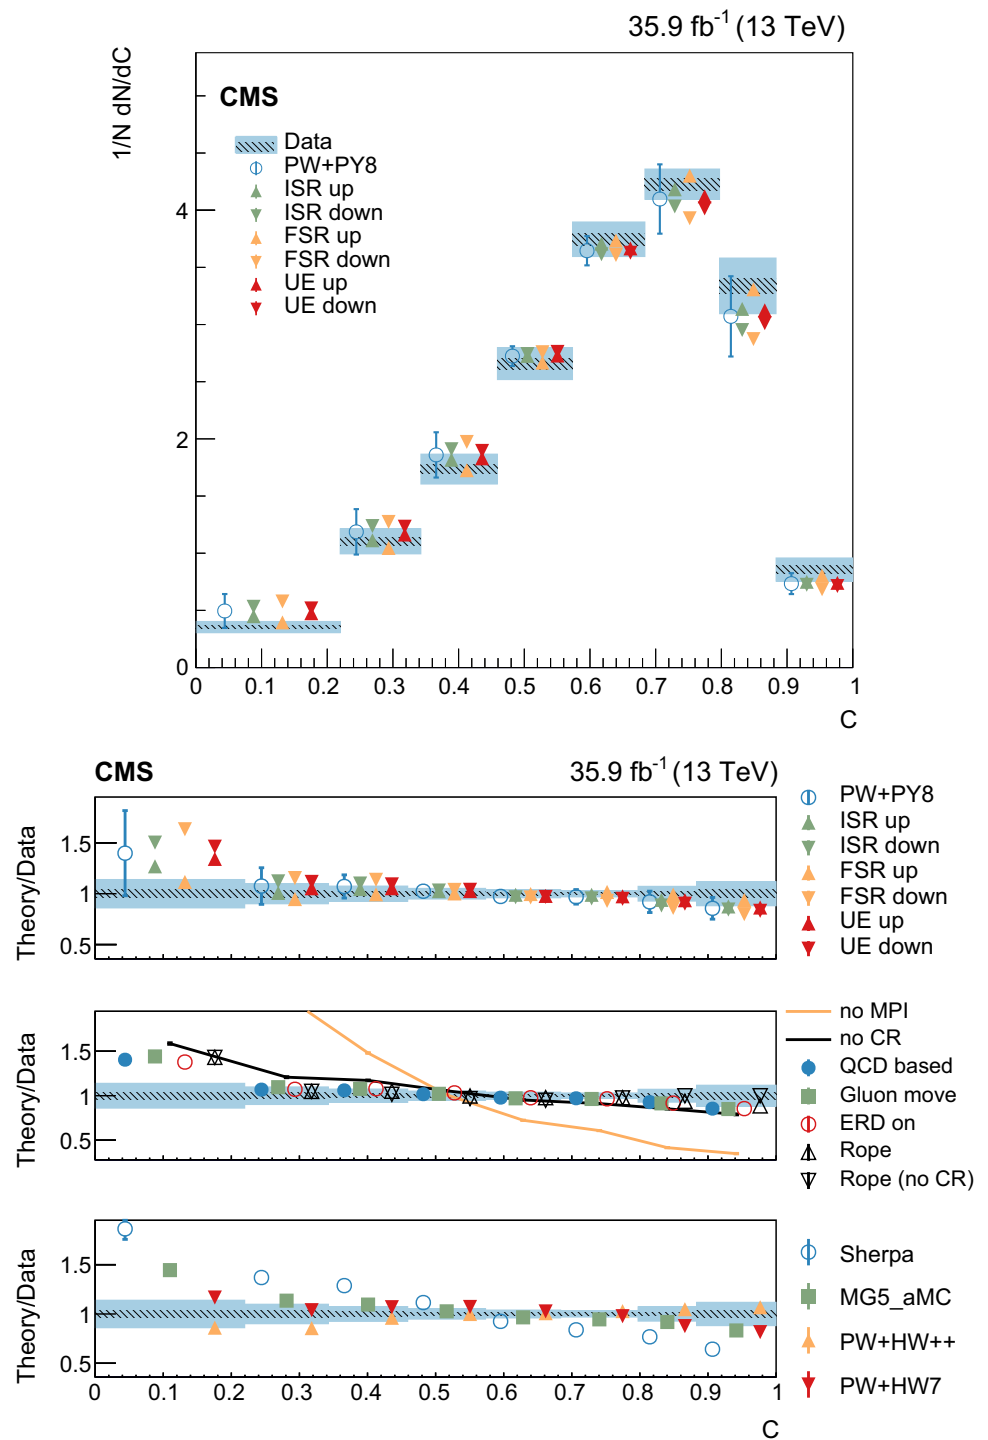 35.9 fb⁻¹ (13 TeV)
1/N dN/dC
CMS
Data
PW+PY8
ISR up
ISR down
FSR up
FSR down
UE up
UE down
4
2
0
0 0.1 0.2 0.3 0.4 0.5 0.6 0.7 0.8 0.9 1
C
CMS 35.9 fb⁻¹ (13 TeV)
Theory/Data
1.5
1
0.5
PW+PY8
ISR up
ISR down
FSR up
FSR down
UE up
UE down
Theory/Data
1.5
1
0.5
no MPI
no CR
QCD based
Gluon move
ERD on
Rope
Rope (no CR)
Theory/Data
1.5
1
0.5
Sherpa
MG5_aMC
PW+HW++
PW+HW7
0 0.1 0.2 0.3 0.4 0.5 0.6 0.7 0.8 0.9 1
C